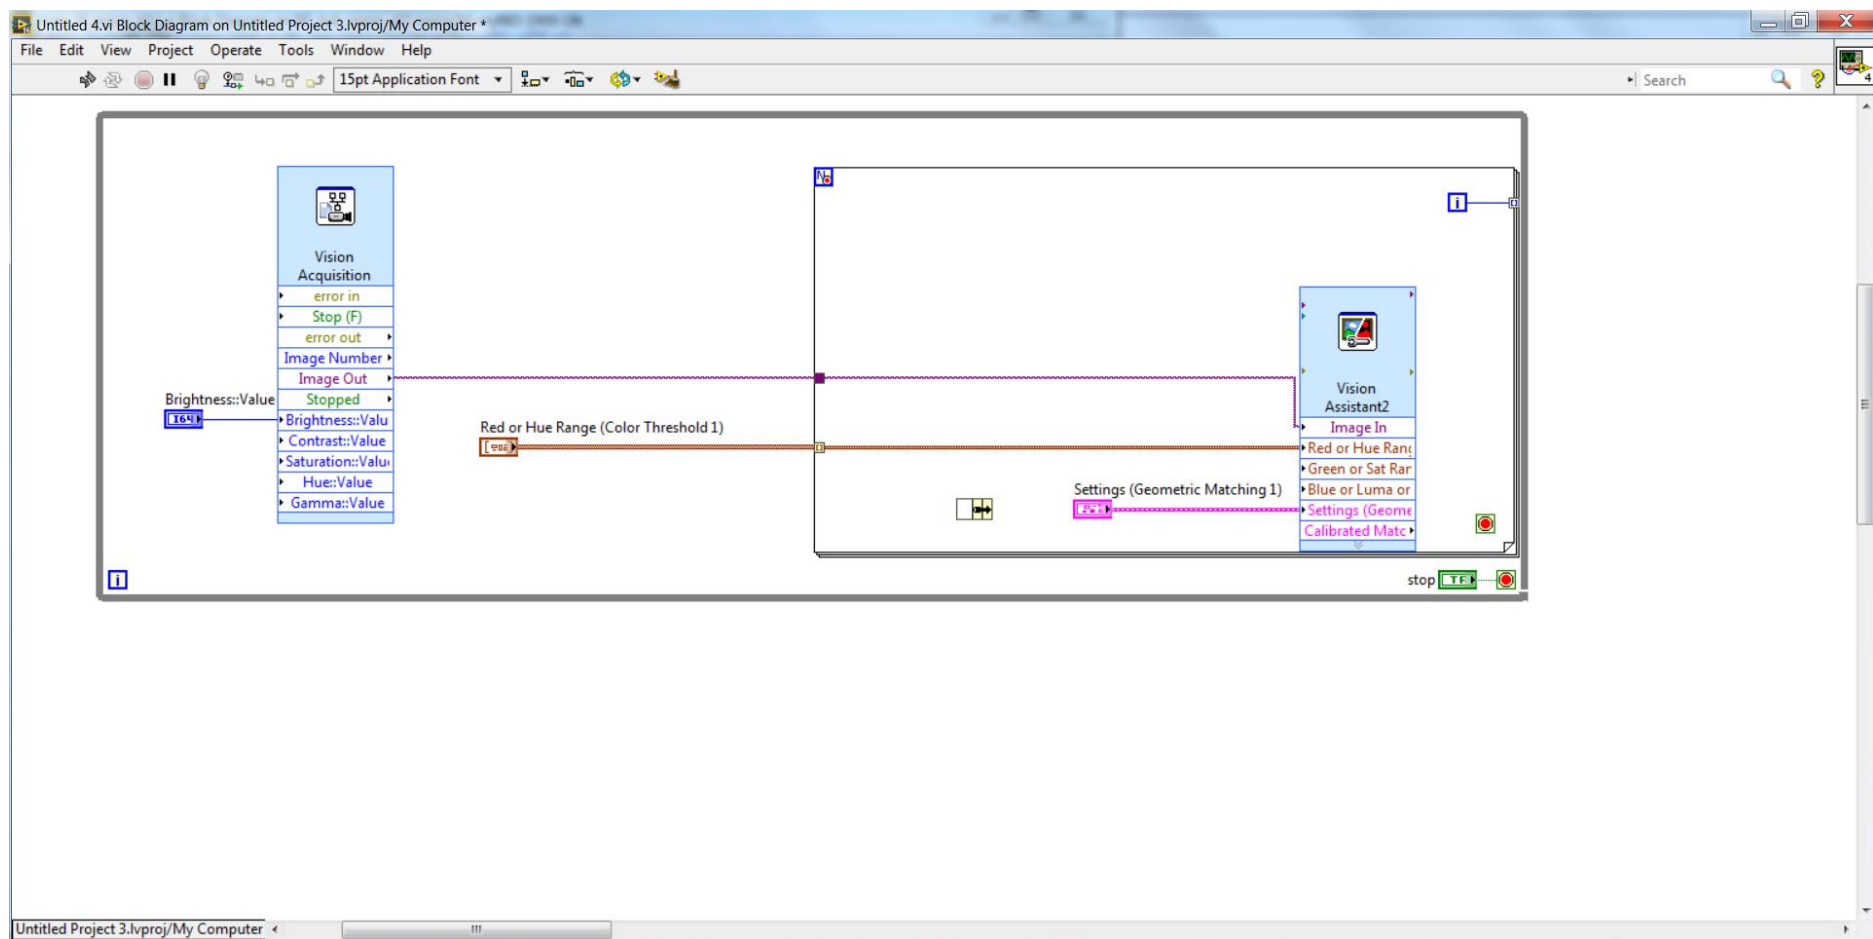 Untitled 4.vi Block Diagram on Untitled Project 3.lvproj/My Computer *
File Edit View Project Operate Tools Window Help
15pt Application Font
Search
4
N
i
Vision
Acquisition
error in
Stop (F)
error out
Image Number
Image Out
Stopped
Brightness::Value
I64
Brightness::Valu
Contrast::Value
Saturation::Valu
Hue::Value
Gamma::Value
Red or Hue Range (Color Threshold 1)
Vision
Assistant2
Image In
Red or Hue Rang
Green or Sat Rar
Blue or Luma or
Settings (Geometric Matching 1)
Settings (Geome
Calibrated Matc
i
stop TF
Untitled Project 3.lvproj/My Computer